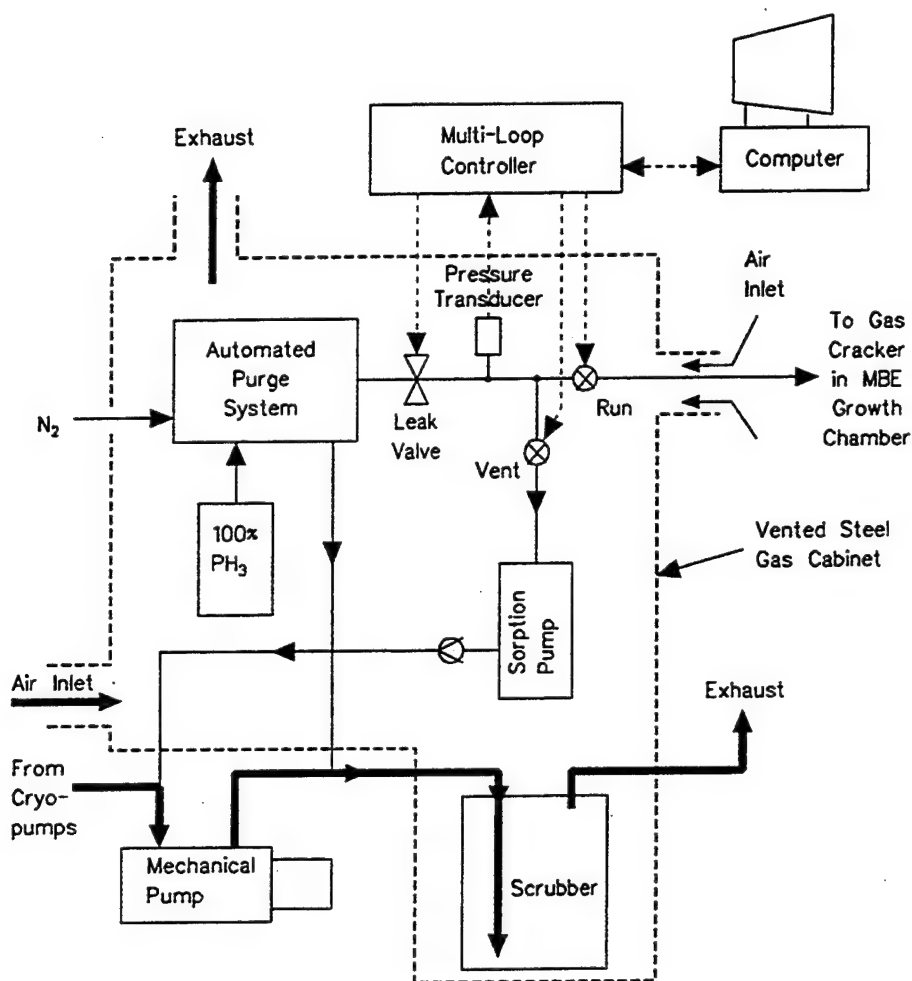 Exhaust
Multi-Loop
Controller
Computer
Pressure
Transducer
Air
Inlet
To Gas
Cracker
in MBE
Growth
Chamber
Automated
Purge
System
N₂
Leak
Valve
Run
Vent
100%
PH₃
Vented Steel
Gas Cabinet
Sorption
Pump
Air Inlet
Exhaust
From
Cryo-
pumps
Mechanical
Pump
Scrubber